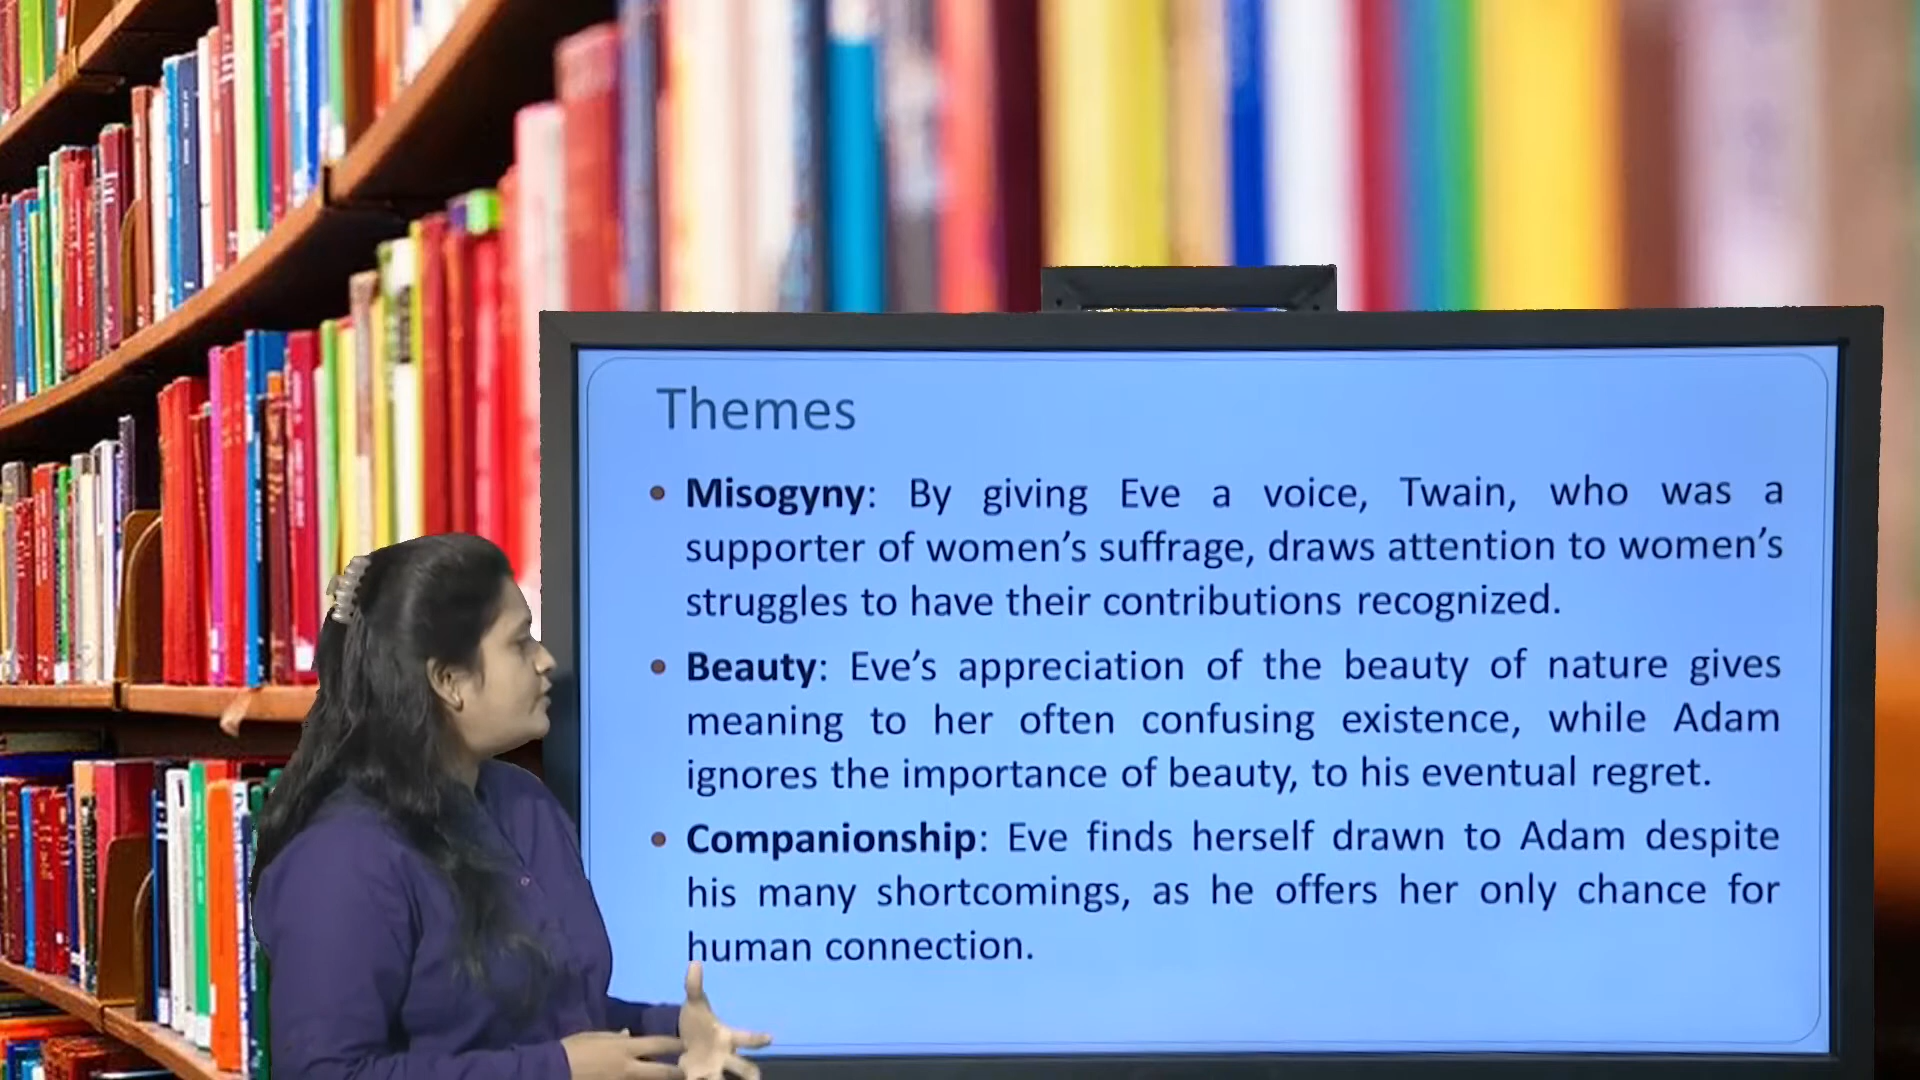 Themes
Misogyny: By giving Eve a voice, Twain, who was a
supporter of women’s suffrage, draws attention to women’s
struggles to have their contributions recognized.
Beauty: Eve’s appreciation of the beauty of nature gives
meaning to her often confusing existence, while Adam
ignores the importance of beauty, to his eventual regret.
Companionship: Eve finds herself drawn to Adam despite
his many shortcomings, as he offers her only chance for
human connection.